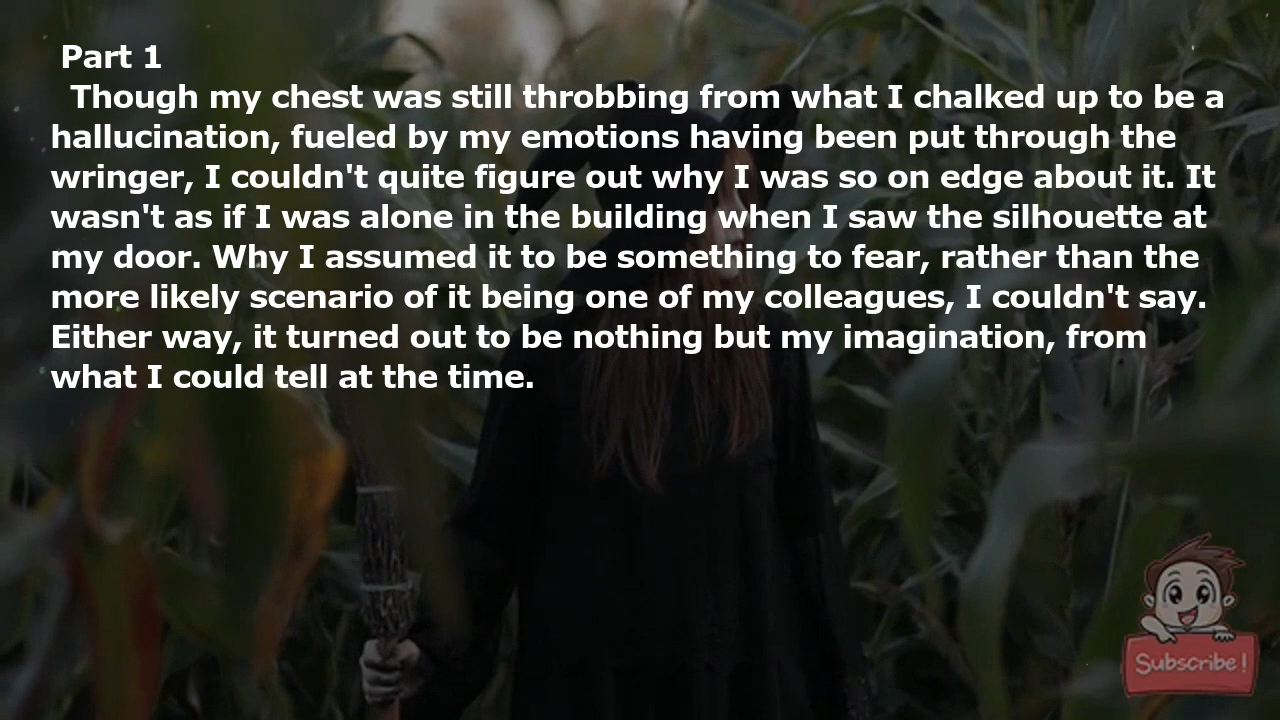 Part 1
Though my chest was still throbbing from what I chalked up to be a
hallucination, fueled by my emotions having been put through the
wringer, I couldn't quite figure out why I was so on edge about it. It
wasn't as if I was alone in the building when I saw the silhouette at
my door. Why I assumed it to be something to fear, rather than the
more likely scenario of it being one of my colleagues, I couldn't say.
Either way, it turned out to be nothing but my imagination, from
what I could tell at the time.
Subscribe!